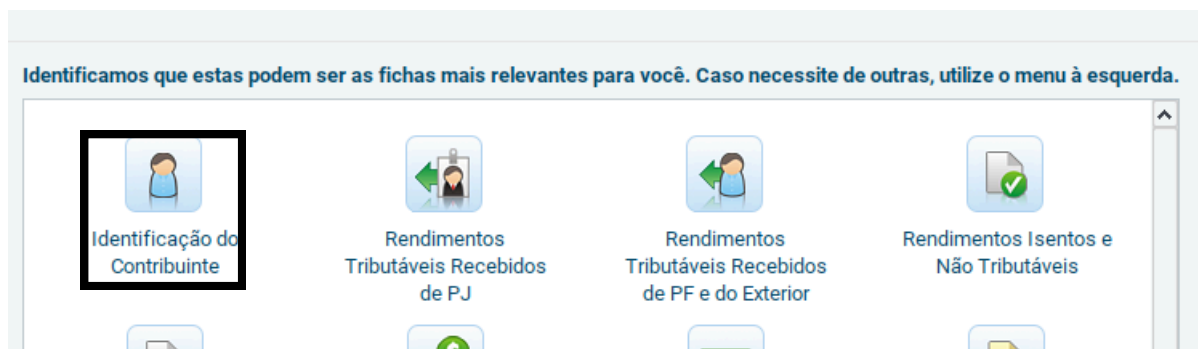 Identificamos que estas podem ser as fichas mais relevantes para você. Caso necessite de outras, utilize o menu à esquerda.
Identificação do
Contribuinte
Rendimentos
Tributáveis Recebidos
de PJ
Rendimentos
Tributáveis Recebidos
de PF e do Exterior
Rendimentos Isentos e
Não Tributáveis